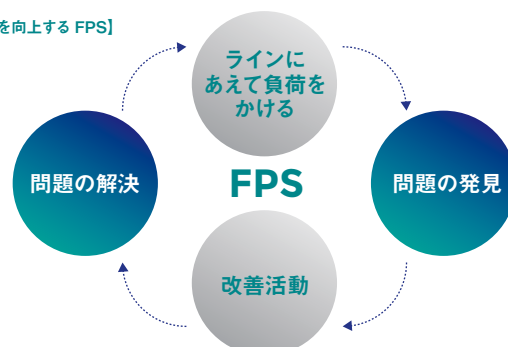 を向上する FPS】
ラインに
あえて負荷を
かける
問題の解決
FPS
問題の発見
改善活動